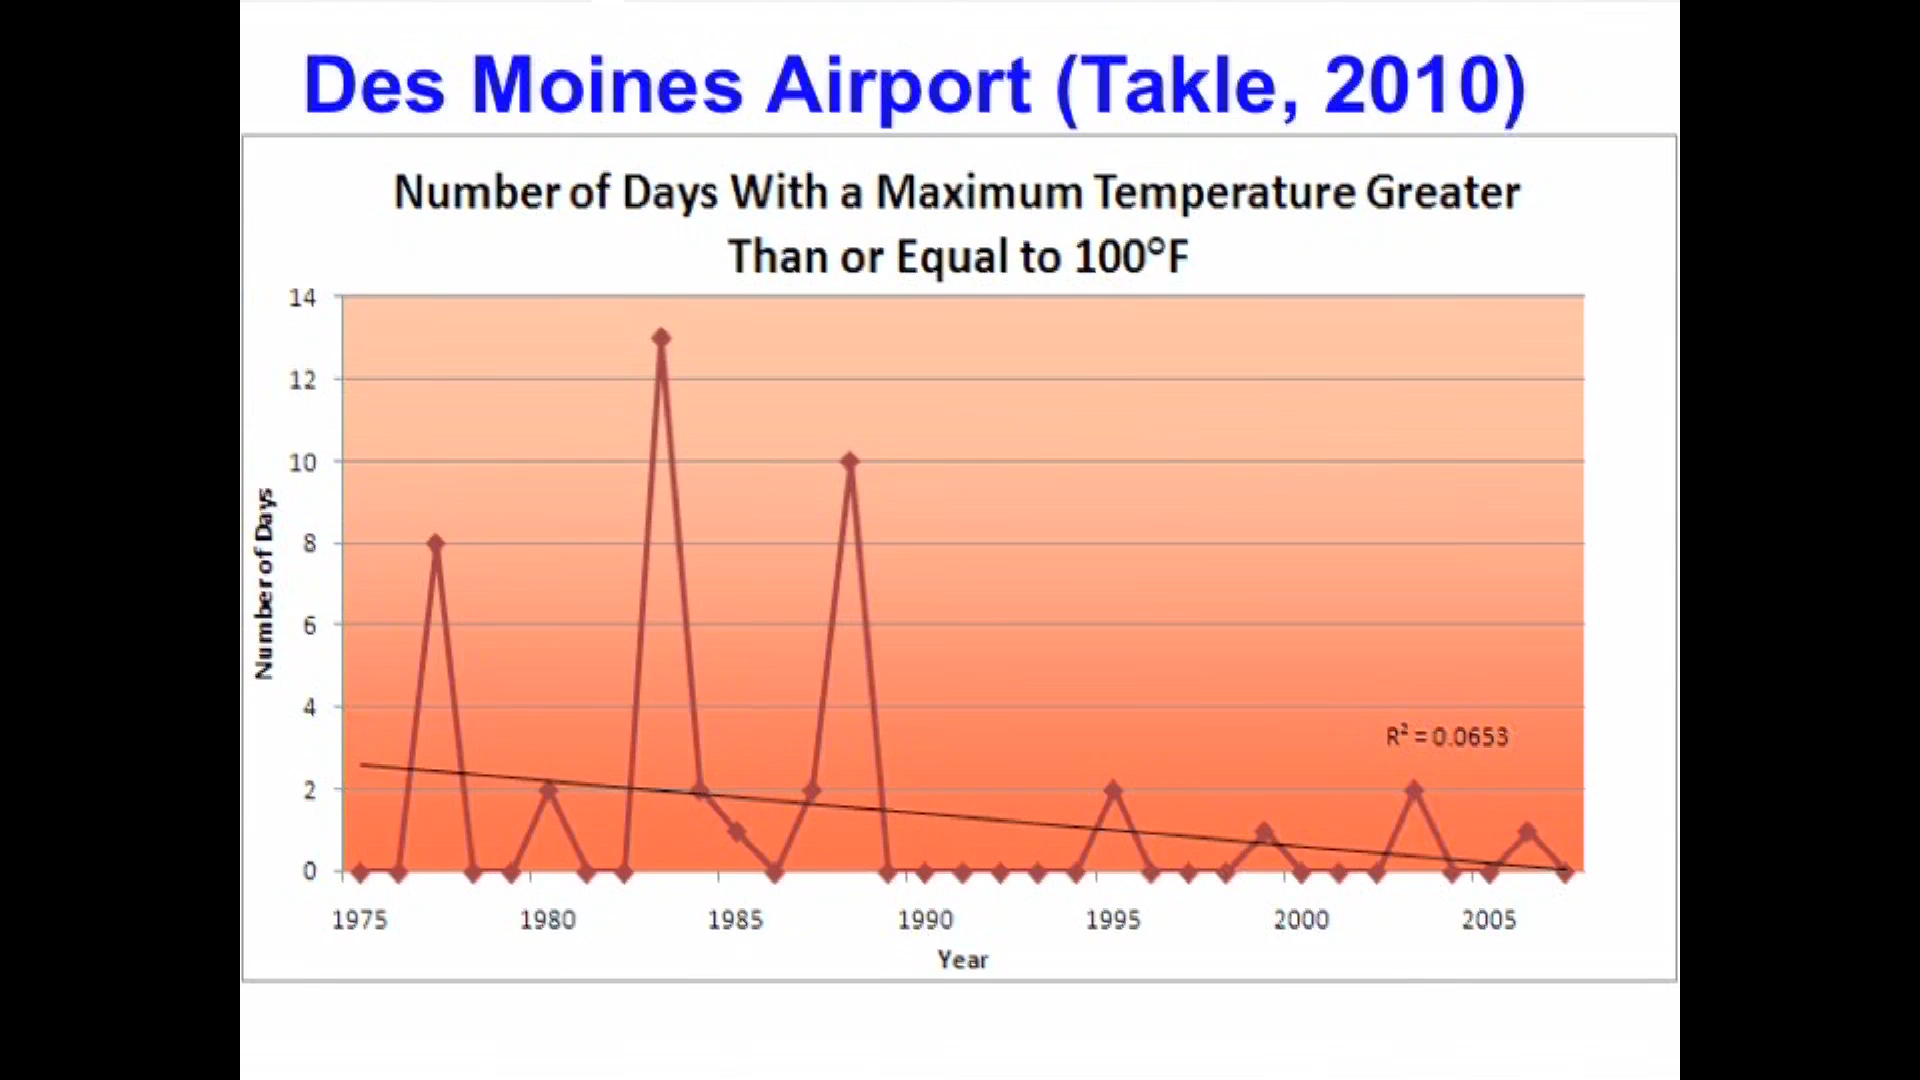 Des Moines Airport (Takle, 2010)
Number of Days With a Maximum Temperature Greater
Than or Equal to 100°F
14
12
10
8
6
4
2
0
Number of Days
R² = 0.0653
1975 1980 1985 1990 1995 2000 2005
Year